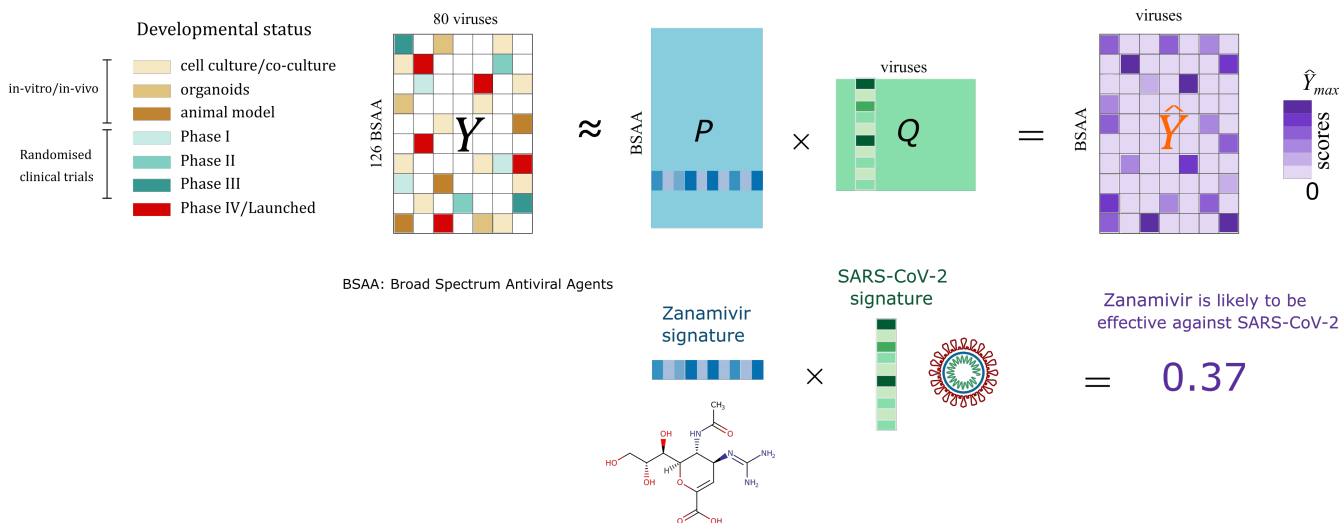 Developmental status
in-vitro/in-vivo
cell culture/co-culture
organoids
animal model
Randomised
clinical trials
Phase I
Phase II
Phase III
Phase IV/Launched
80 viruses
126 BSAA
Y
≈
BSAA
P
×
viruses
Q
=
viruses
BSAA
Ŷ
Ŷmax
scores
0
BSAA: Broad Spectrum Antiviral Agents
Zanamivir
signature
×
SARS-CoV-2
signature
=
Zanamivir is likely to be
effective against SARS-CoV-2
0.37
CH3
HN
O
OH
HO
OH
H
O
N
NH2
NH2
O
OH